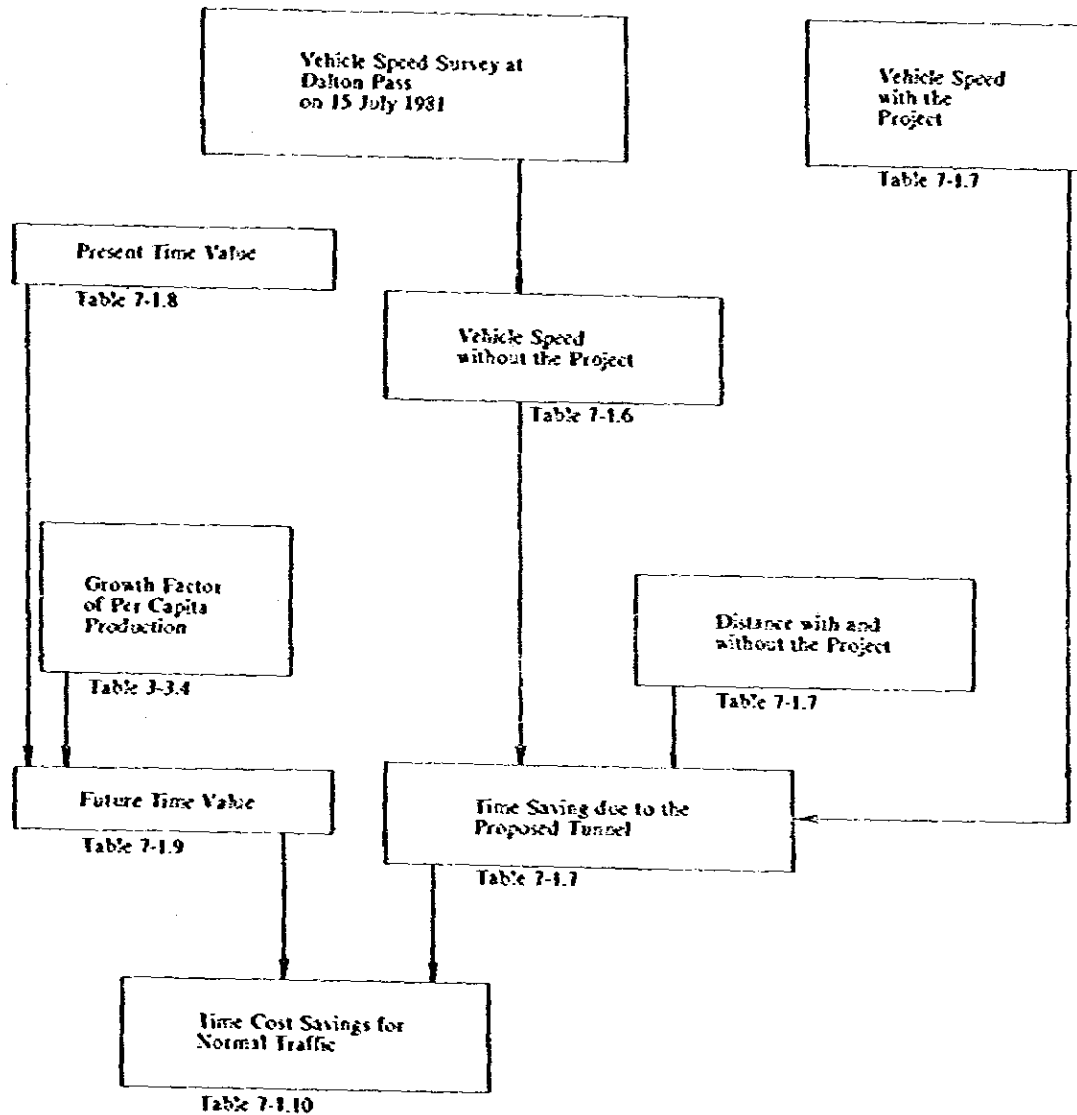 Vehicle Speed Survey at
Dalton Pass
on 15 July 1981
Vehicle Speed
with the
Project
Table 7-1.7
Present Time Value
Table 7-1.8
Vehicle Speed
without the Project
Table 7-1.6
Growth Factor
of Per Capita
Production
Table 3-3.4
Distance with and
without the Project
Table 7-1.7
Future Time Value
Table 7-1.9
Time Saving due to the
Proposed Tunnel
Table 7-1.7
Time Cost Savings for
Normal Traffic
Table 7-1.10